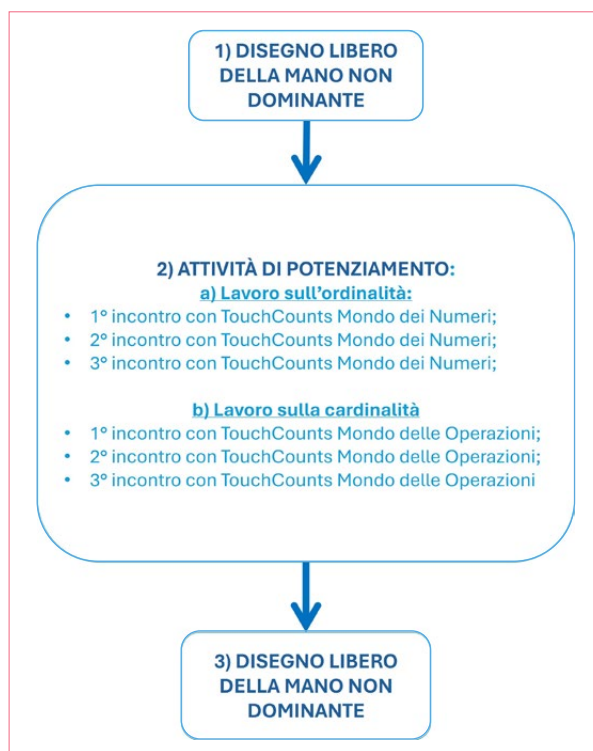 1) DISEGNO LIBERO
DELLA MANO NON
DOMINANTE
2) ATTIVITÀ DI POTENZIAMENTO:
a) Lavoro sull'ordinalità:
• 1° incontro con TouchCounts Mondo dei Numeri;
• 2° incontro con TouchCounts Mondo dei Numeri;
• 3° incontro con TouchCounts Mondo dei Numeri;
b) Lavoro sulla cardinalità
• 1° incontro con TouchCounts Mondo delle Operazioni;
• 2° incontro con TouchCounts Mondo delle Operazioni;
• 3° incontro con TouchCounts Mondo delle Operazioni
3) DISEGNO LIBERO
DELLA MANO NON
DOMINANTE